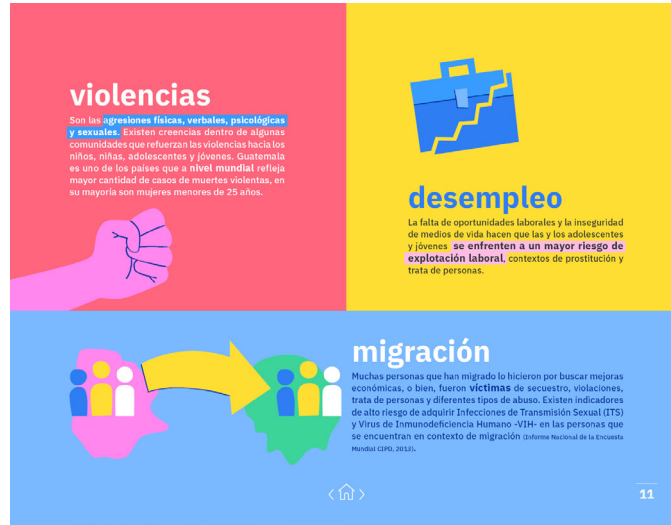 violencias
Son las agresiones físicas, verbales, psicológicas
y sexuales. Existen creencias dentro de algunas
comunidades que refuerzan las violencias hacia los
niños, niñas, adolescentes y jóvenes. Guatemala
es uno de los países que a nivel mundial refleja
mayor cantidad de casos de muertes violentas, en
su mayoría son mujeres menores de 25 años.
desempleo
La falta de oportunidades laborales y la inseguridad
de medios de vida hacen que las y los adolescentes
y jóvenes se enfrenten a un mayor riesgo de
explotación laboral, contextos de prostitución y
trata de personas.
migración
Muchas personas que han migrado lo hicieron por buscar mejoras
económicas, o bien, fueron víctimas de secuestro, violaciones,
trata de personas y diferentes tipos de abuso. Existen indicadores
de alto riesgo de adquirir Infecciones de Transmisión Sexual (ITS)
y Virus de Inmunodeficiencia Humano -VIH- en las personas que
se encuentran en contexto de migración (Informe Nacional de la Encuesta
Mundial CIPD, 2012).
11